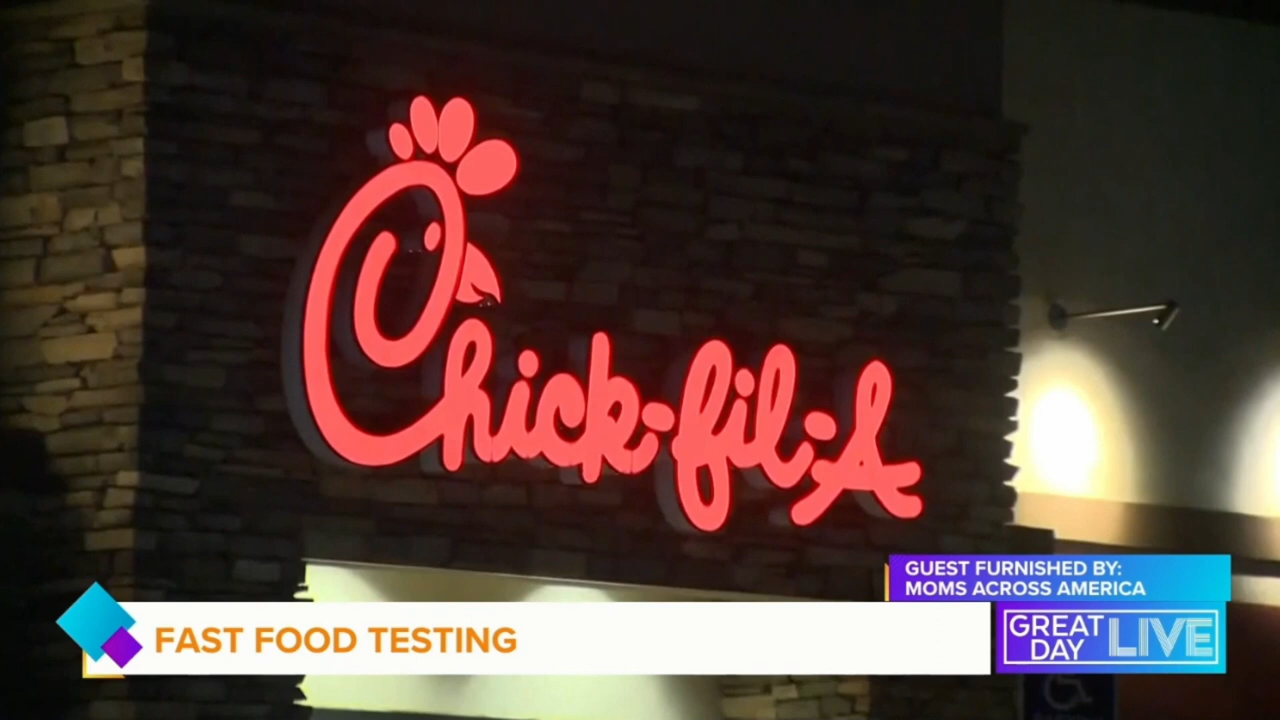 Chick-fil-A
GUEST FURNISHED BY:
MOMS ACROSS AMERICA
FAST FOOD TESTING
GREAT DAY LIVE